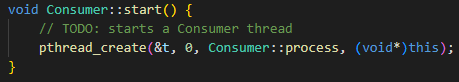 void Consumer::start() {
    // TODO: starts a Consumer thread
    pthread_create(&t, 0, Consumer::process, (void*)this);
}